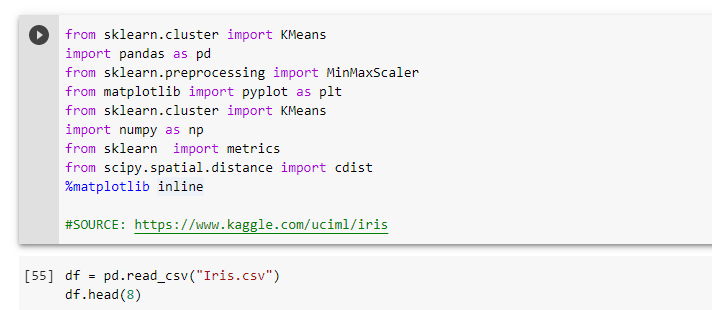 from sklearn.cluster import KMeans
import pandas as pd
from sklearn.preprocessing import MinMaxScaler
from matplotlib import pyplot as plt
from sklearn.cluster import KMeans
import numpy as np
from sklearn  import metrics
from scipy.spatial.distance import cdist
%matplotlib inline
#SOURCE: https://www.kaggle.com/uciml/iris
[55] df = pd.read_csv("Iris.csv")
df.head(8)